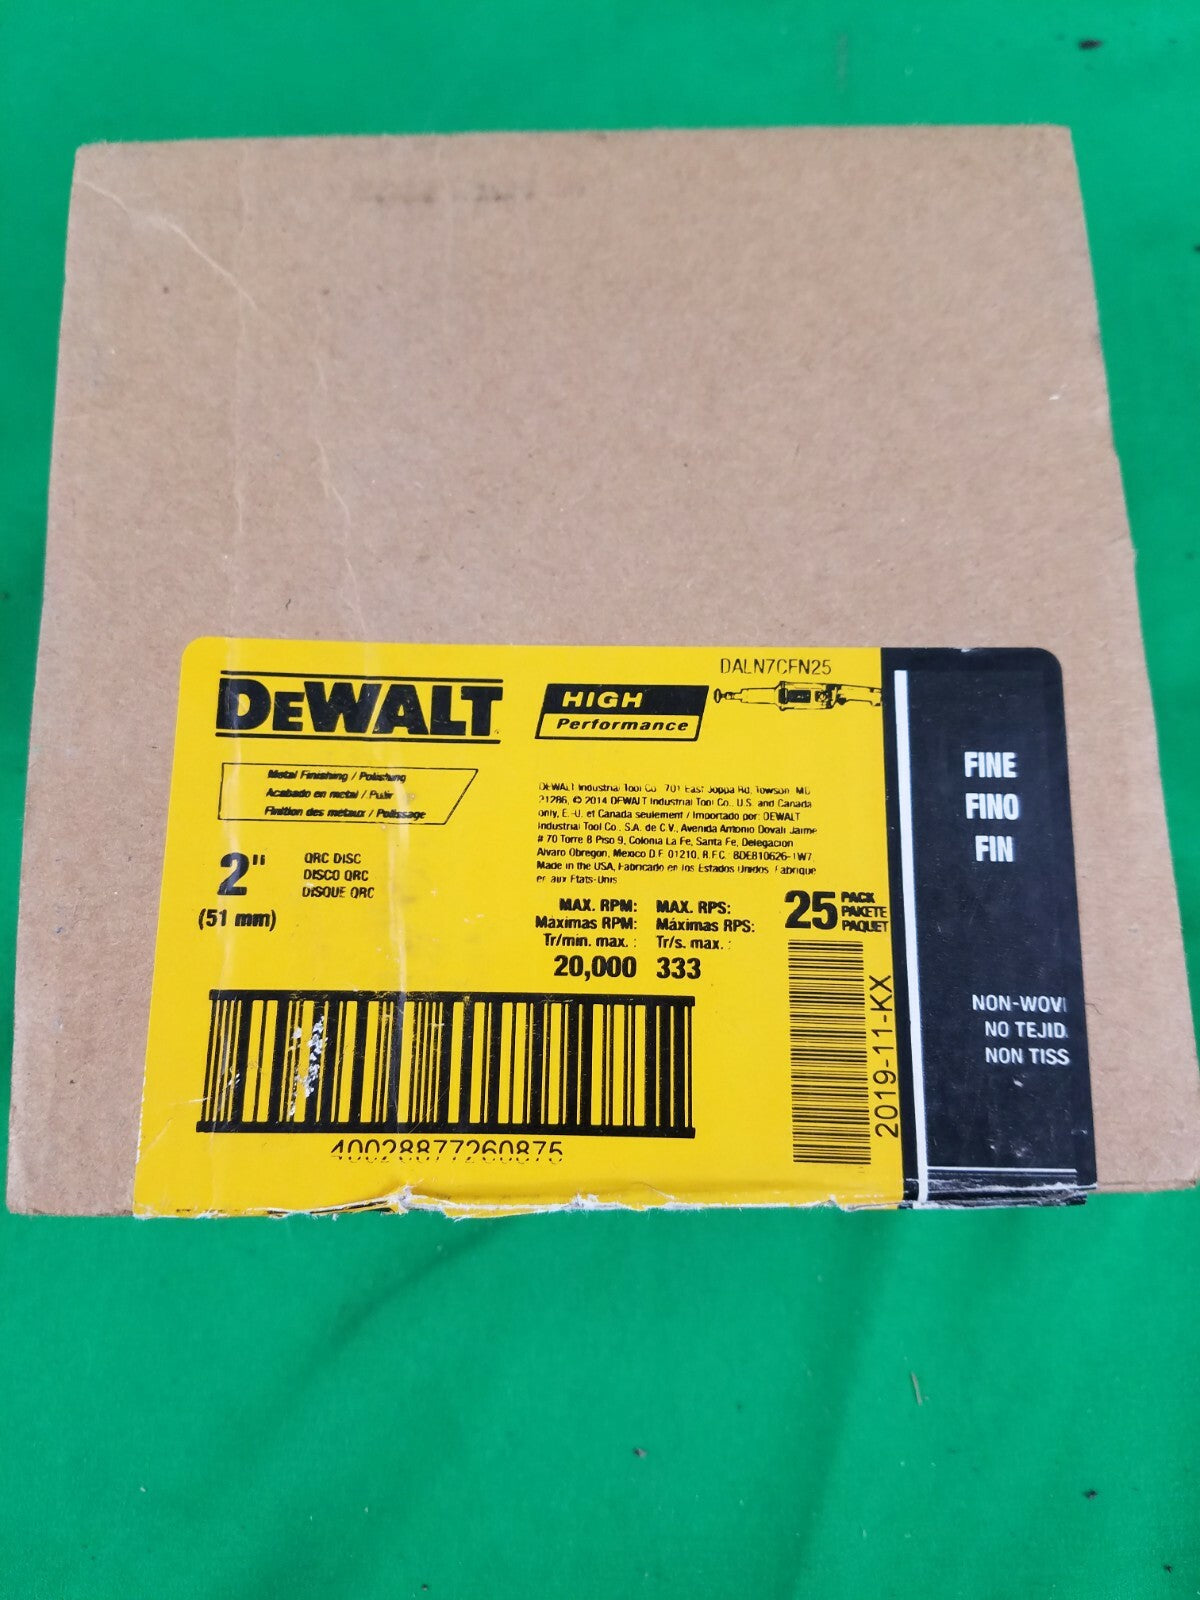 DALN7CFN25
DEWALT
HIGH
Performance
Metal Finishing / Polishing
Acabado en metal / Pulir
Finition des métaux / Polissage
DEWALT Industrial Tool Co. 701 East Joppa Rd, Towson, MD
21286, © 2014 DEWALT Industrial Tool Co. U.S. and Canada
only, É.-U. et Canada seulement / Importado por: DEWALT
Industrial Tool Co., S.A. de C.V., Avenida Antonio Dovali Jaime
# 70 Torre B Piso 9, Colonia La Fe, Santa Fe, Delegacion
Alvaro Obregon, Mexico D.F. 01210. R.F.C.: BDE810626-1W7
Made in the USA, Fabricado en los Estados Unidos, Fabriqué
en aux États-Unis
2"
(51 mm)
QRC DISC
DISCO QRC
DISQUE QRC
MAX. RPM: MAX. RPS:
Máximas RPM: Máximas RPS:
Tr/min. max. : Tr/s. max. :
20,000 333
25 PACK
PAKETE
PAQUET
FINE
FINO
FIN
NON-WOV
NO TEJID
NON TISS
40028877260875
2019-11-KX